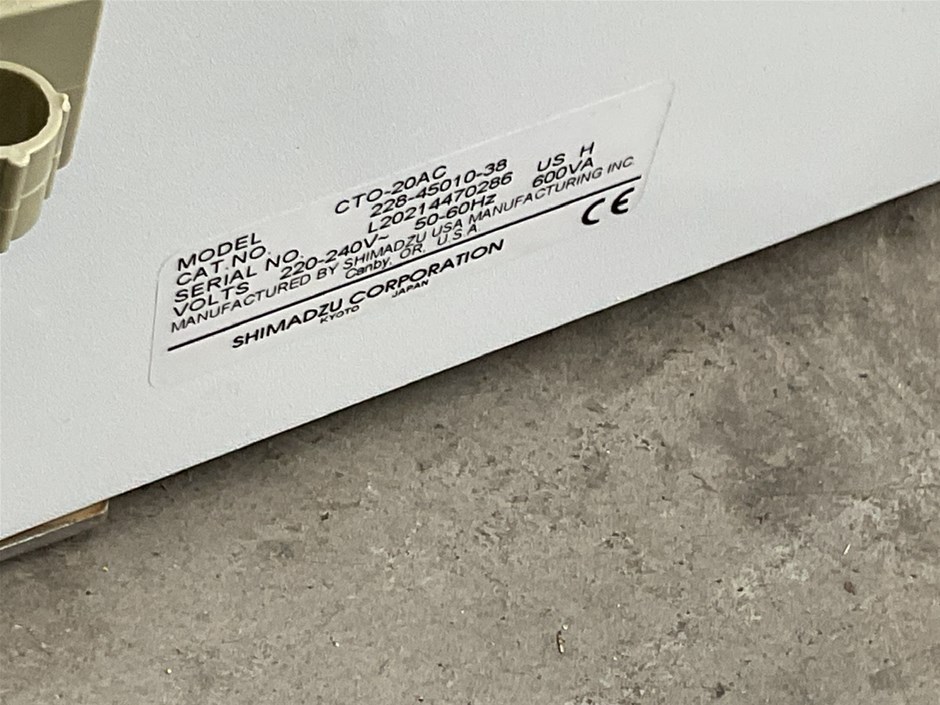 MODEL CTO-20AC
CAT.NO. 228-45010-38
SERIAL NO. L20214470286 US H
VOLTS 220-240V~ 50-60Hz 600VA
MANUFACTURED BY SHIMADZU USA MANUFACTURING INC
Canby, OR, U.S.A.
SHIMADZU CORPORATION
KYOTO JAPAN
CE